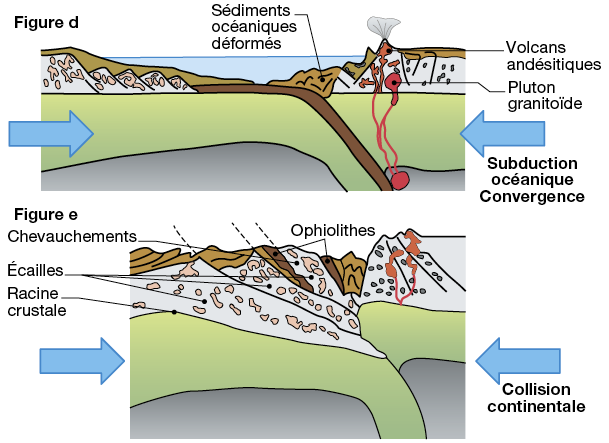 Figure d
Sédiments
océaniques
déformés
Volcans
andésitiques
Pluton
granitoïde
Subduction
océanique
Convergence
Figure e
Chevauchements
Ophiolithes
Écailles
Racine
crustale
Collision
continentale